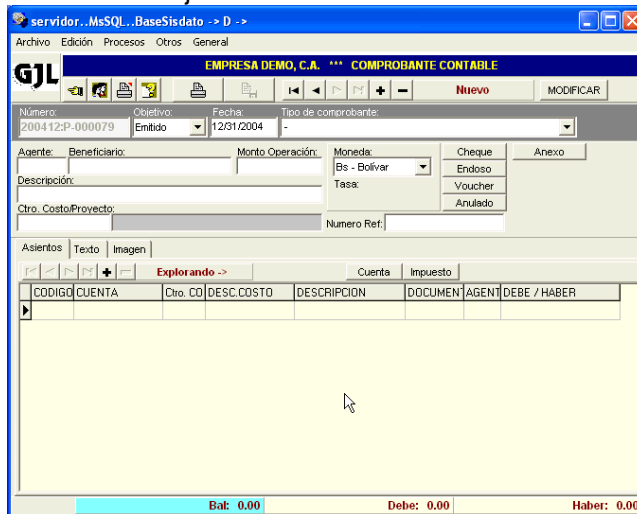 servidor..MsSQL..BaseSisdato -> D ->
Archivo Edición Procesos Otros General
GJL
EMPRESA DEMO, C.A. *** COMPROBANTE CONTABLE
Nuevo MODIFICAR
Número: Objetivo: Fecha: Tipo de comprobante:
200412:P-000079 Emitido 12/31/2004 -
Agente: Beneficiario: Monto Operación: Moneda: Cheque Anexo
Bs - Bolívar Endoso
Descripción: Tasa: Voucher
Anulado
Ctro. Costo/Proyecto:
Numero Ref:
Asientos Texto Imagen
Explorando -> Cuenta Impuesto
CODIGO CUENTA Ctro. CO DESC.COSTO DESCRIPCION DOCUMENT AGENT DEBE / HABER
Bal: 0.00 Debe: 0.00 Haber: 0.00